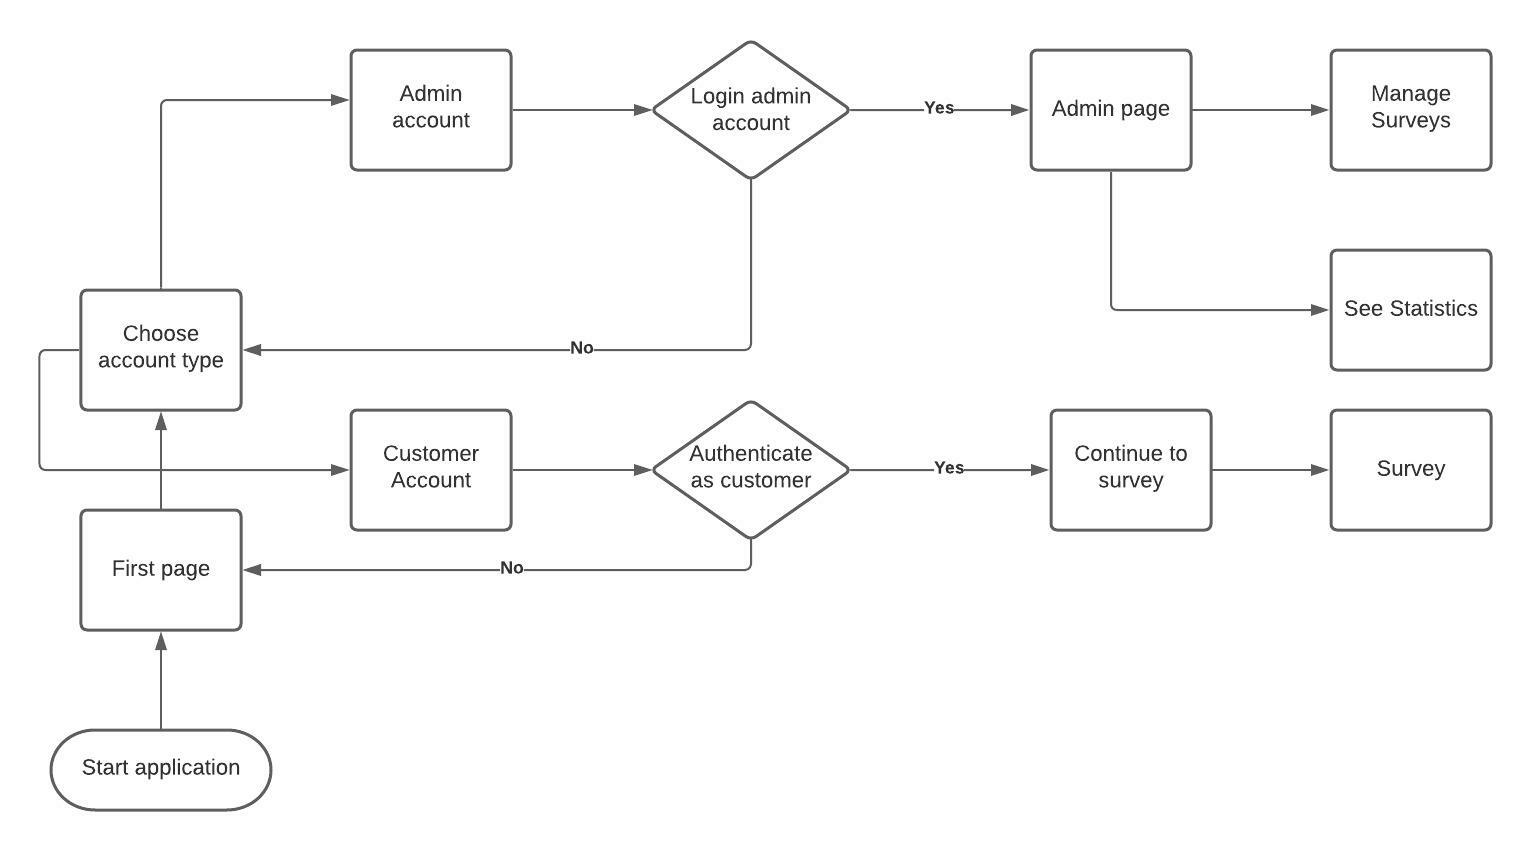 Admin
account
Login admin
account
Yes
Admin page
Manage
Surveys
See Statistics
Choose
account type
No
Customer
Account
Authenticate
as customer
Yes
Continue to
survey
Survey
First page
No
Start application